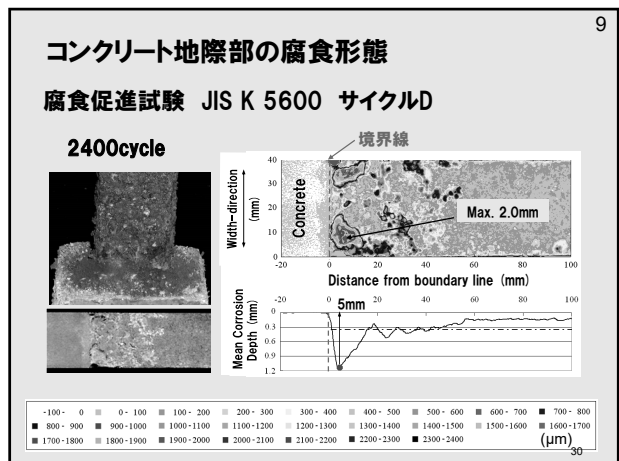 9
コンクリート地際部の腐食形態
腐食促進試験 JIS K 5600 サイクルD
2400cycle
境界線
40
30
20
10
0
Width-direction
(mm)
Concrete
Max. 2.0mm
-20 0 20 40 60 80 100
Distance from boundary line (mm)
-20 0 20 40 60 80 100
5mm
0
0.3
0.6
0.9
1.2
Mean Corrosion
Depth (mm)
-100 - 0 0 - 100 100 - 200 200 - 300 300 - 400 400 - 500 500 - 600 600 - 700 700 - 800
800 - 900 900-1000 1000-1100 1100-1200 1200-1300 1300-1400 1400-1500 1500-1600 1600-1700
1700-1800 1800-1900 1900-2000 2000-2100 2100-2200 2200-2300 2300-2400 (μm)
30